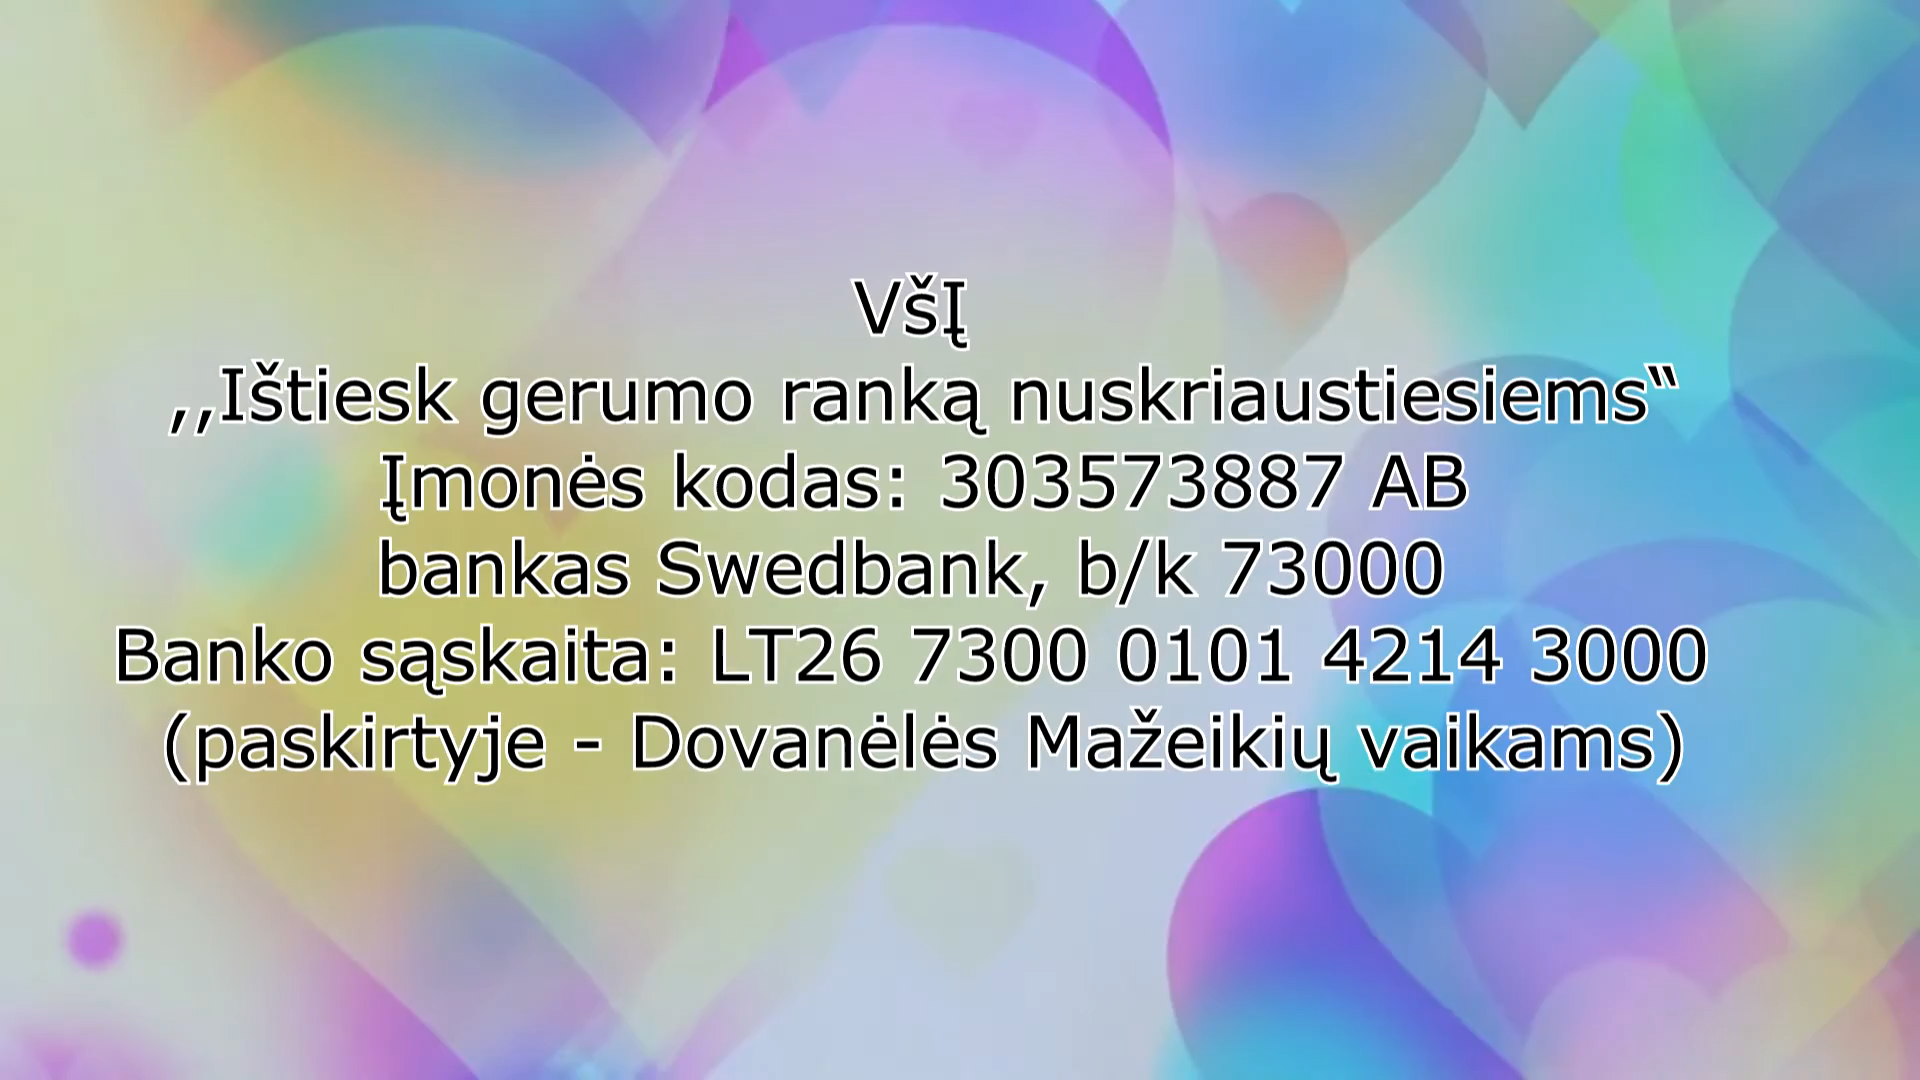 VšĮ
,,Ištiesk gerumo ranką nuskriaustiesiems“
Įmonės kodas: 303573887 AB
bankas Swedbank, b/k 73000
Banko sąskaita: LT26 7300 0101 4214 3000
(paskirtyje - Dovanėlės Mažeikių vaikams)